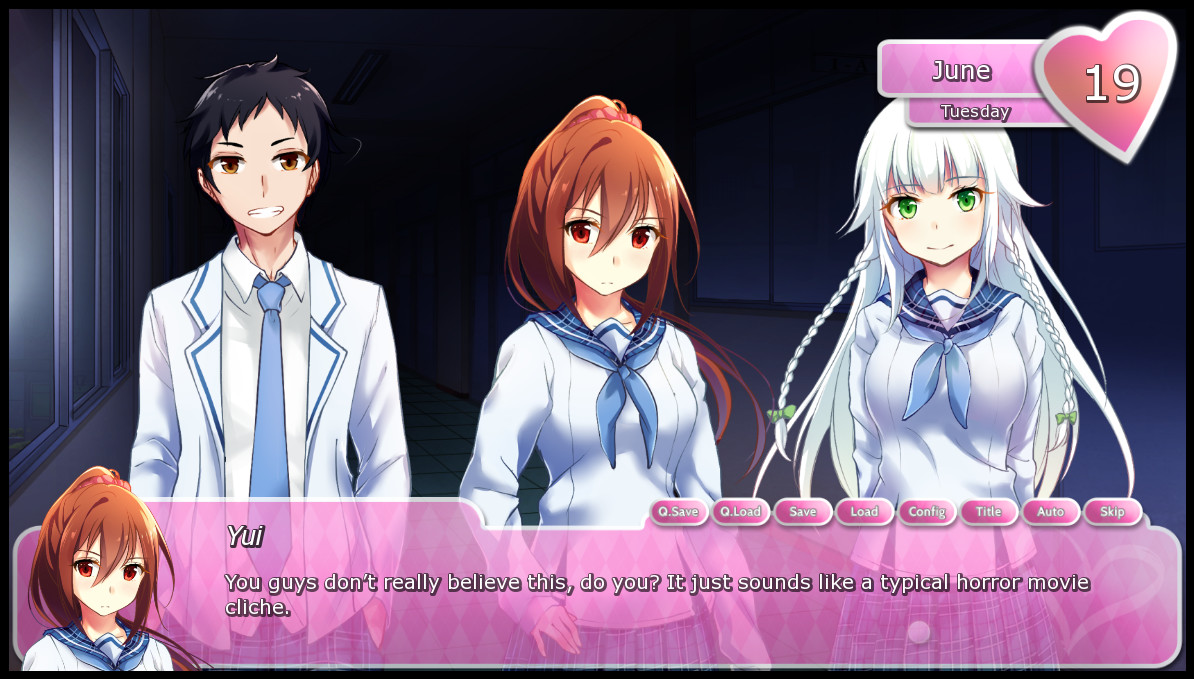 June
19
Tuesday
Q.Save
Q.Load
Save
Load
Config
Title
Auto
Skip
Yui
You guys don't really believe this, do you? It just sounds like a typical horror movie
cliche.